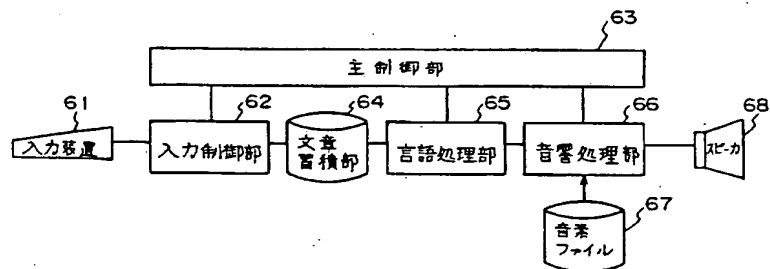 63
主制御部
61
62
64
65
66
68
入力装置
入力制御部
文章
蓄積部
言語処理部
音響処理部
スピーカ
67
音素
ファイル